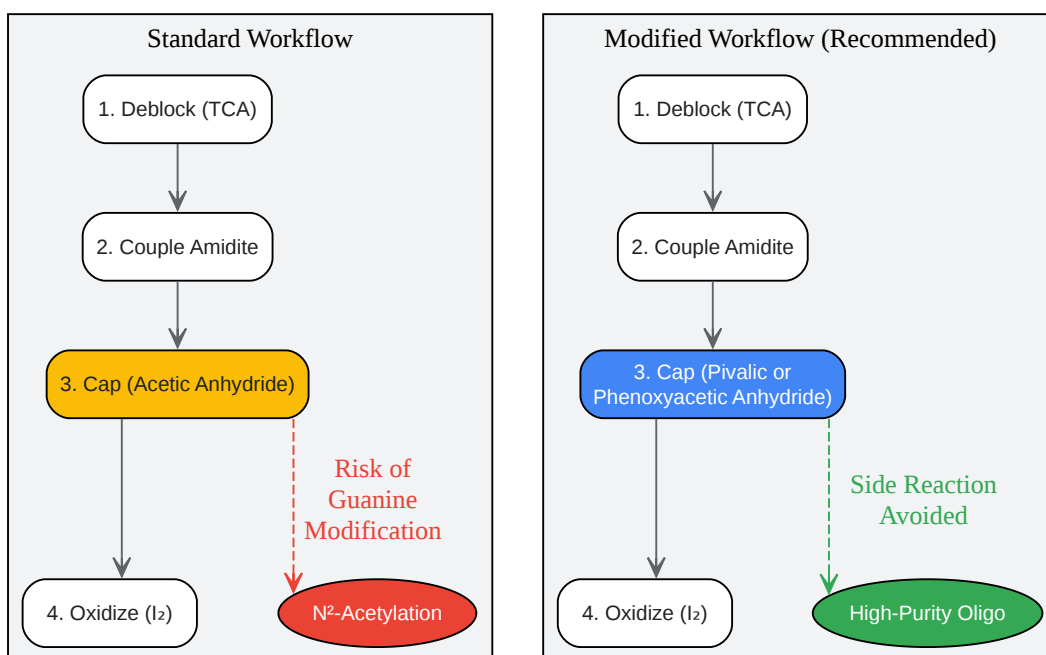 Standard Workflow
1. Deblock (TCA)
2. Couple Amidite
3. Cap (Acetic Anhydride)
Risk of
Guanine
Modification
4. Oxidize (I₂)
N²-Acetylation
Modified Workflow (Recommended)
1. Deblock (TCA)
2. Couple Amidite
3. Cap (Pivalic or
Phenoxyacetic Anhydride)
Side Reaction
Avoided
4. Oxidize (I₂)
High-Purity Oligo